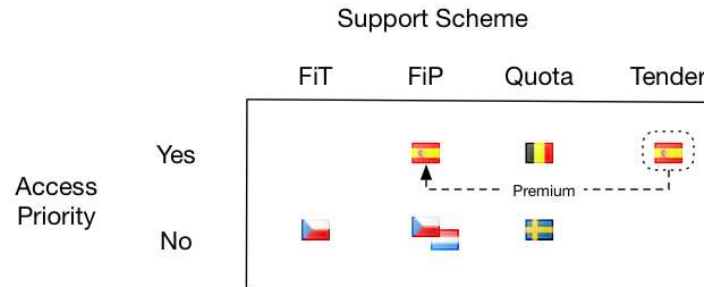 Support Scheme
FiT FiP Quota Tender
Yes
Access
Priority
Premium
No